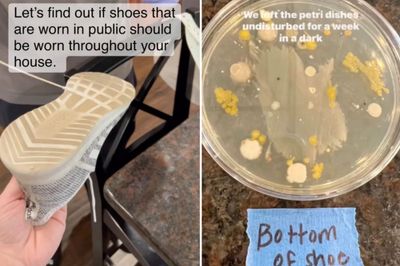 Let's find out if shoes that
are worn in public should
be worn throughout your
house.
We left the petri dishes
undisturbed for a week
in a dark
Bottom
of shoe